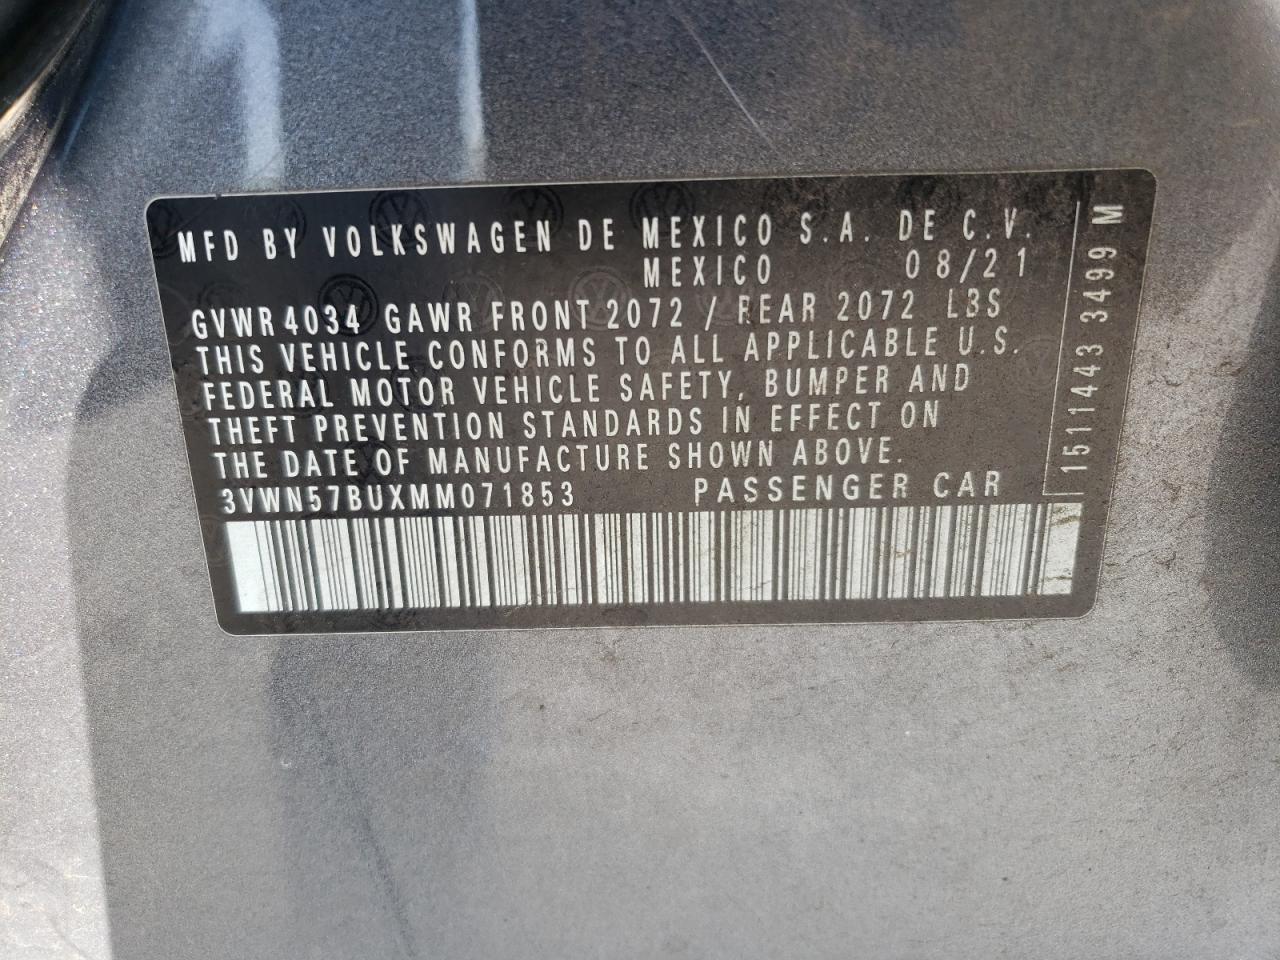 MFD BY VOLKSWAGEN DE MEXICO S.A. DE C.V.
MEXICO 08/21
GVWR 4034 GAWR FRONT 2072 / REAR 2072 LBS
THIS VEHICLE CONFORMS TO ALL APPLICABLE U.S.
FEDERAL MOTOR VEHICLE SAFETY, BUMPER AND
THEFT PREVENTION STANDARDS IN EFFECT ON
THE DATE OF MANUFACTURE SHOWN ABOVE.
3VWN57BUXMM071853 PASSENGER CAR
1511443 3499 M